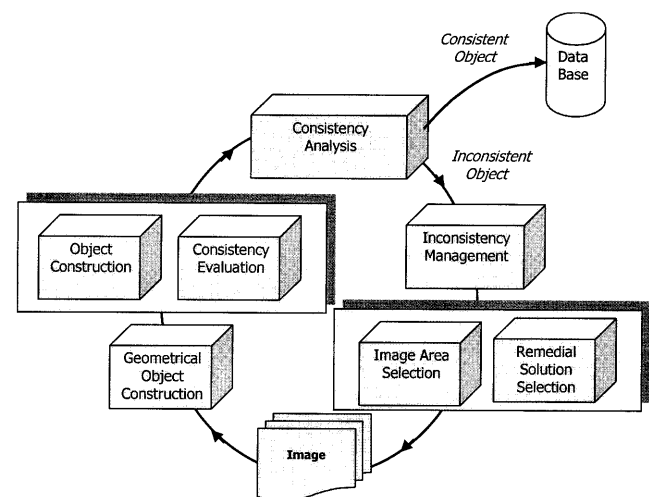 Consistent
Object
Data
Base
Consistency
Analysis
Inconsistent
Object
Object
Construction
Consistency
Evaluation
Inconsistency
Management
Geometrical
Object
Construction
Image Area
Selection
Remedial
Solution
Selection
Image